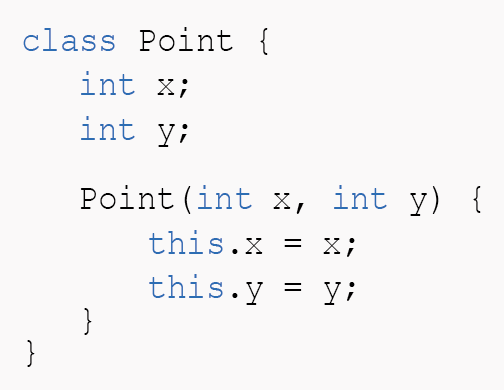 class Point {
   int x;
   int y;

   Point(int x, int y) {
      this.x = x;
      this.y = y;
   }
}